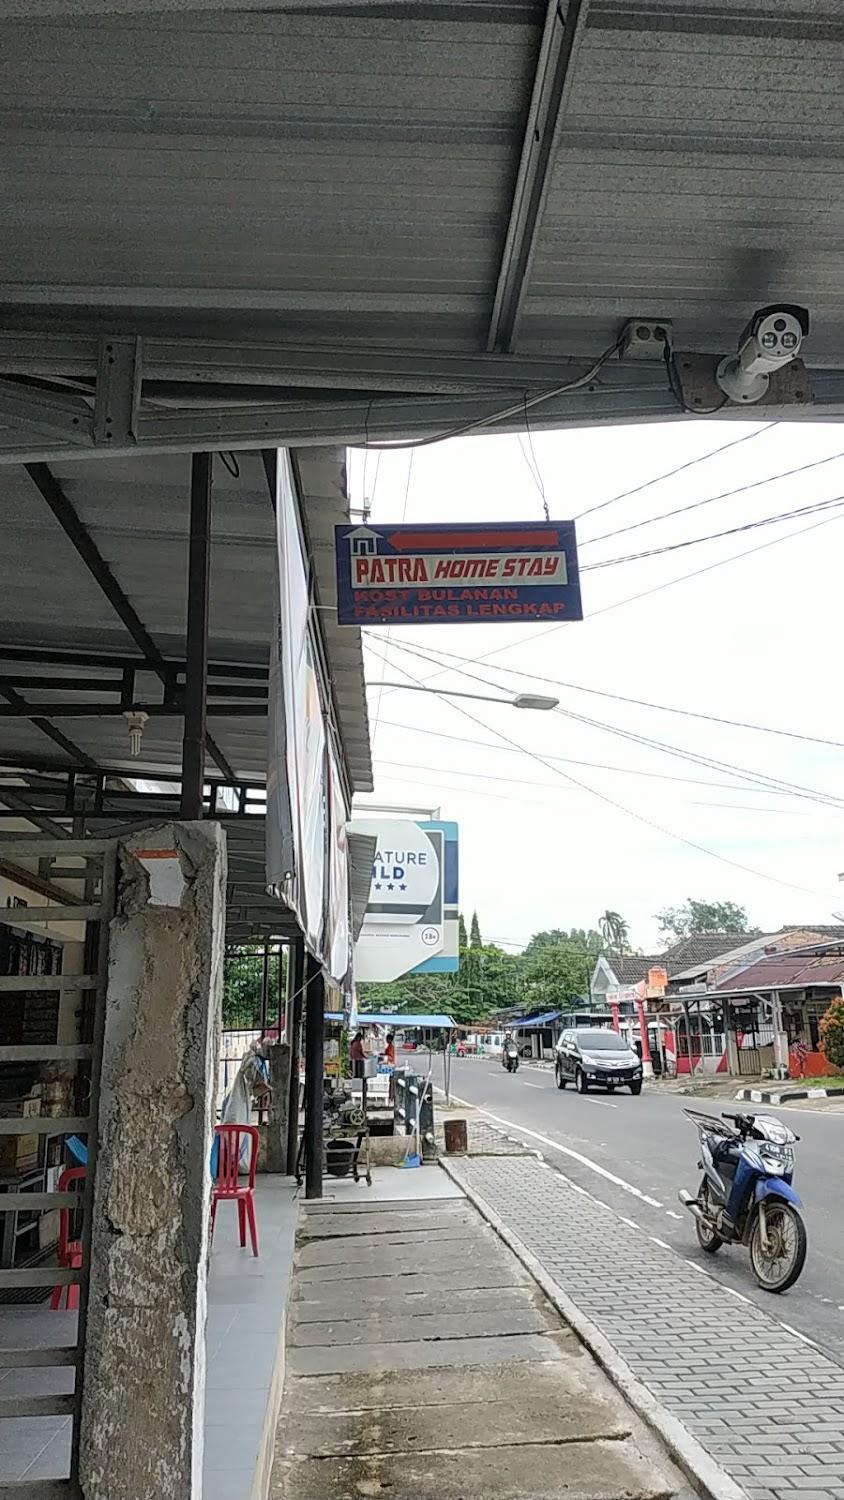 PATRA HOME STAY
KOST BULANAN
FASILITAS LENGKAP
ATURE
ILD
18+